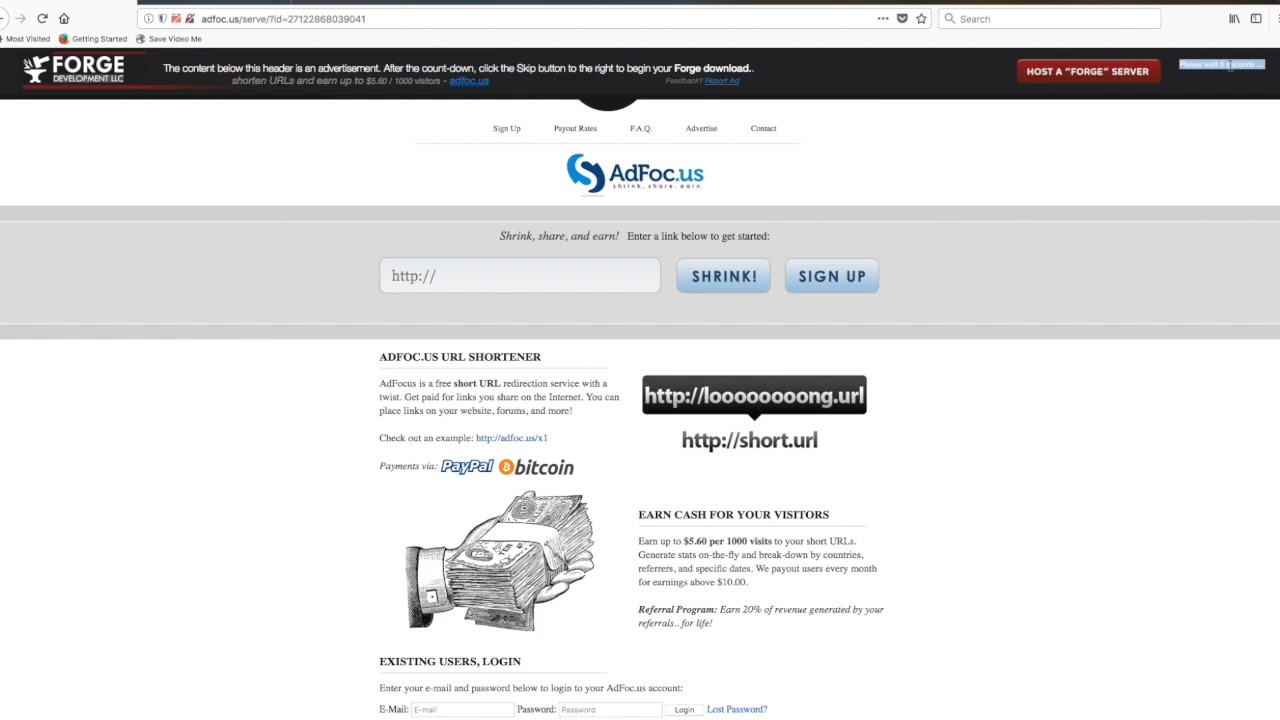 adfoc.us/serve/?id=27122868039041
Search
Most Visited
Getting Started
Save Video Me
FORGE
DEVELOPMENT LLC
The content below this header is an advertisement. After the count-down, click the Skip button to the right to begin your Forge download..
shorten URLs and earn up to $5.60 / 1000 visitors - adfoc.us
Feedback? Report Ad
HOST A "FORGE" SERVER
Please wait
Sign Up
Payout Rates
F.A.Q.
Advertise
Contact
AdFoc.us
shrink. share. earn
Shrink, share, and earn! Enter a link below to get started:
http://
SHRINK!
SIGN UP
ADFOC.US URL SHORTENER
AdFocus is a free short URL redirection service with a
twist. Get paid for links you share on the Internet. You can
place links on your website, forums, and more!
Check out an example: http://adfoc.us/x1
Payments via: PayPal bitcoin
http://loooooooong.url
http://short.url
EARN CASH FOR YOUR VISITORS
Earn up to $5.60 per 1000 visits to your short URLs.
Generate stats on-the-fly and break-down by countries,
referrers, and specific dates. We payout users every month
for earnings above $10.00.
Referral Program: Earn 20% of revenue generated by your
referrals.. for life!
EXISTING USERS, LOGIN
Enter your e-mail and password below to login to your AdFoc.us account:
E-Mail: E-mail Password: Password Login Lost Password?